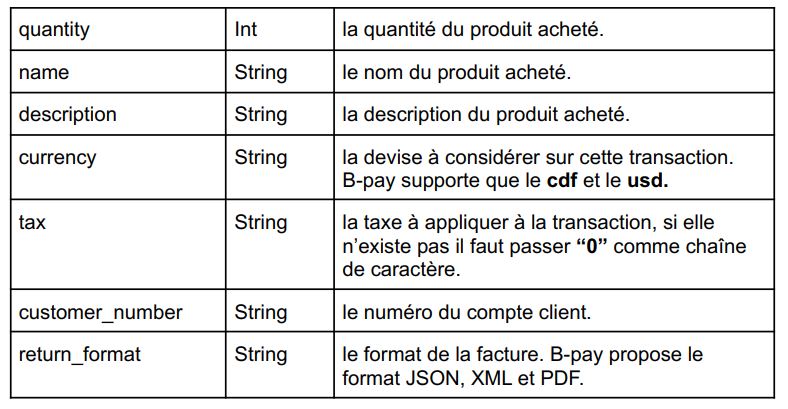 quantity Int la quantité du produit acheté.
name String le nom du produit acheté.
description String la description du produit acheté.
currency String la devise à considérer sur cette transaction.
B-pay supporte que le cdf et le usd.
tax String la taxe à appliquer à la transaction, si elle
n’existe pas il faut passer “0” comme chaîne
de caractère.
customer_number String le numéro du compte client.
return_format String le format de la facture. B-pay propose le
format JSON, XML et PDF.